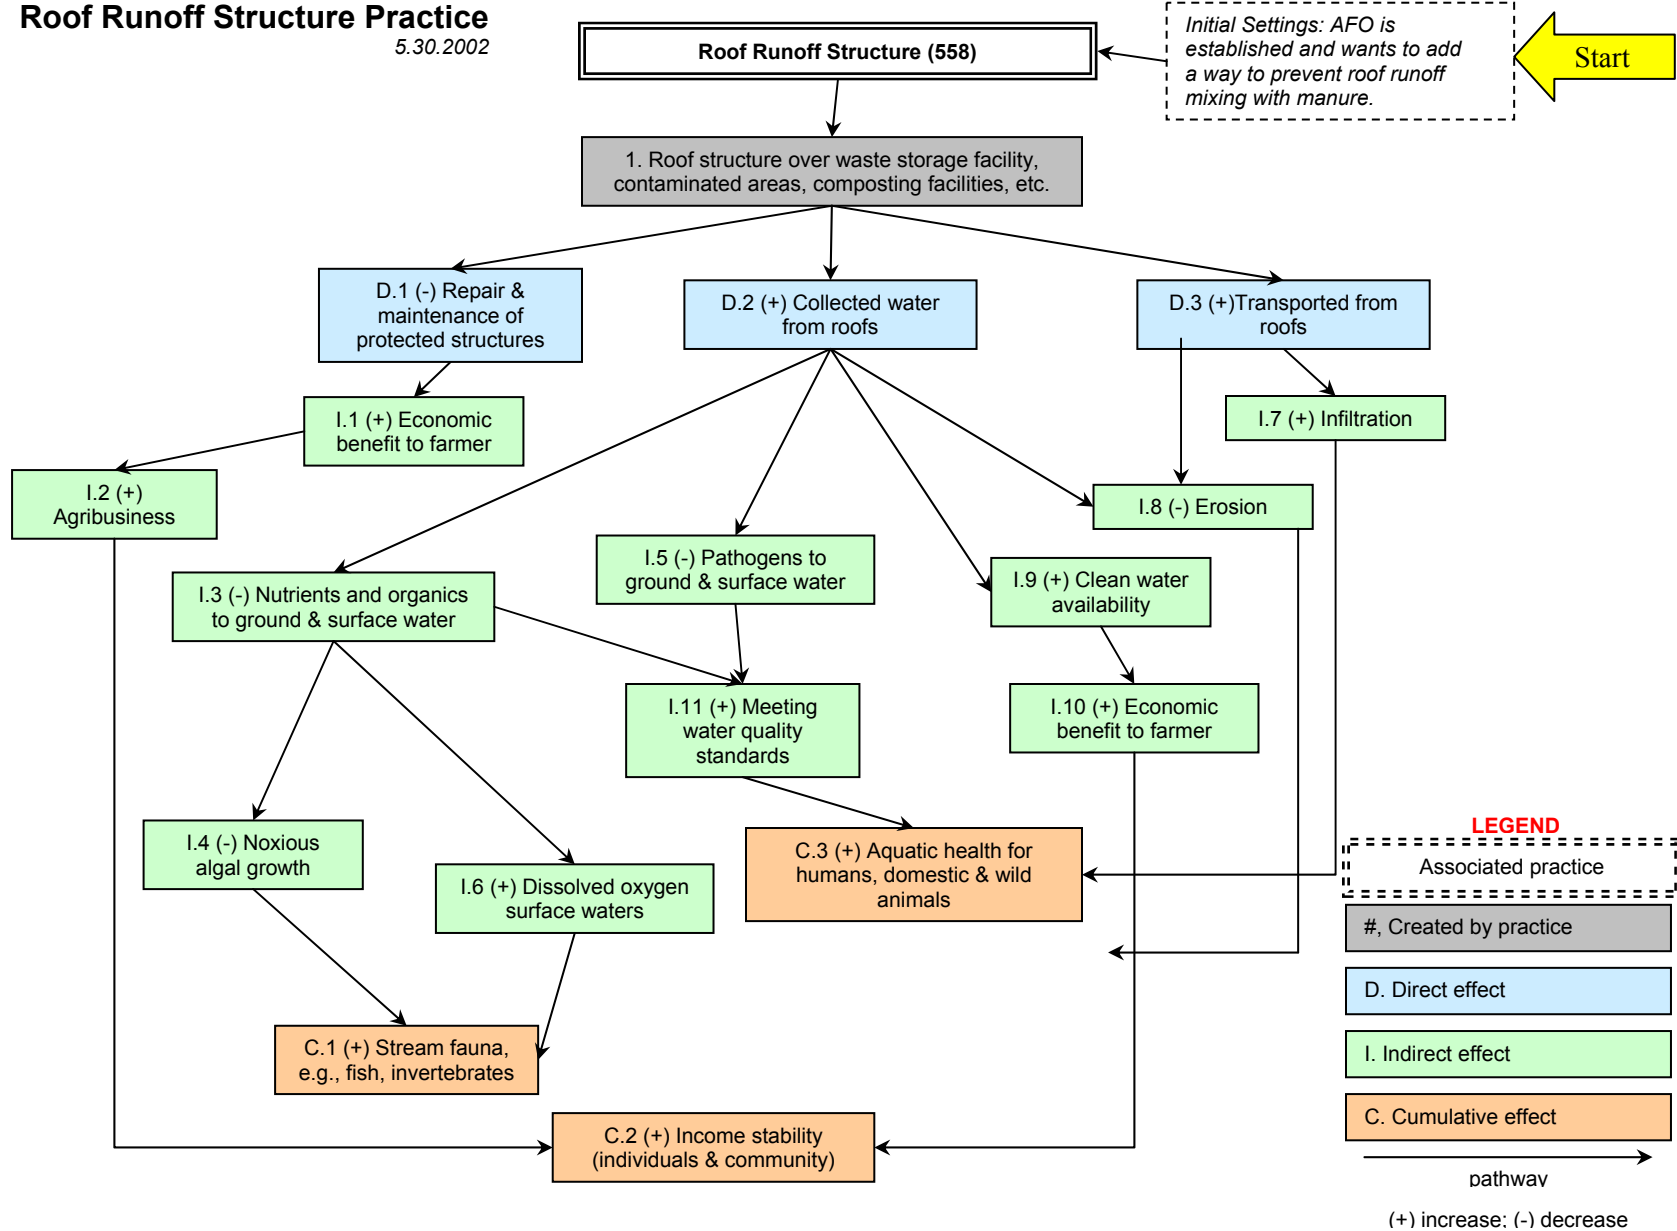 Roof Runoff Structure Practice
5.30.2002
Roof Runoff Structure (558)
Initial Settings: AFO is
established and wants to add
a way to prevent roof runoff
mixing with manure.
Start
1. Roof structure over waste storage facility,
contaminated areas, composting facilities, etc.
D.1 (-) Repair &
maintenance of
protected structures
D.2 (+) Collected water
from roofs
D.3 (+)Transported from
roofs
I.1 (+) Economic
benefit to farmer
I.7 (+) Infiltration
I.2 (+)
Agribusiness
I.8 (-) Erosion
I.5 (-) Pathogens to
ground & surface water
I.9 (+) Clean water
availability
I.3 (-) Nutrients and organics
to ground & surface water
I.11 (+) Meeting
water quality
standards
I.10 (+) Economic
benefit to farmer
I.4 (-) Noxious
algal growth
I.6 (+) Dissolved oxygen
surface waters
C.3 (+) Aquatic health for
humans, domestic & wild
animals
C.1 (+) Stream fauna,
e.g., fish, invertebrates
C.2 (+) Income stability
(individuals & community)
LEGEND
Associated practice
#, Created by practice
D. Direct effect
I. Indirect effect
C. Cumulative effect
pathway
(+) increase; (-) decrease